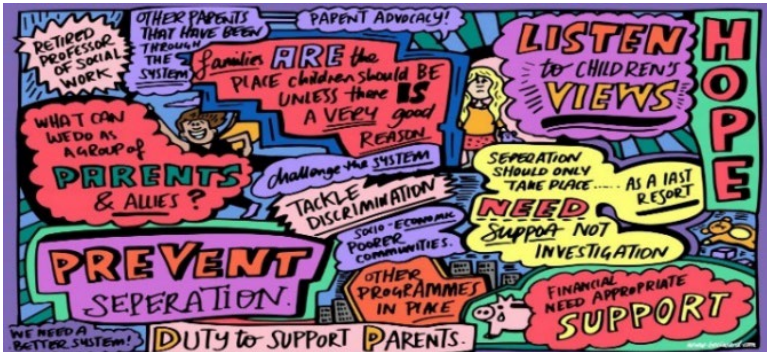 RETIRED
PROFESSOR
OF SOCIAL
WORK
OTHER PARENTS
THAT HAVE BEEN
THROUGH
THE
SYSTEM
PARENT ADVOCACY!
families ARE the
PLACE children should BE
UNLESS there IS
A VERY good
REASON
LISTEN
to CHILDREN'S
VIEWS
HOPE
WHAT CAN
WE DO AS
A GROUP of
PARENTS
& ALLIES?
challenge the SYSTEM
TACKLE
DISCRIMINATION
SOCIO-ECONOMIC
POORER
COMMUNITIES.
SEPERATION
SHOULD ONLY
TAKE PLACE..... AS A LAST
RESORT
NEED
SUPPORT NOT
INVESTIGATION
PREVENT
SEPERATION.
OTHER
PROGRAMMES
IN PLACE
FINANCIAL
NEED APPROPRIATE
SUPPORT
WE NEED A
BETTER SYSTEM!
DUTY to SUPPORT PARENTS.